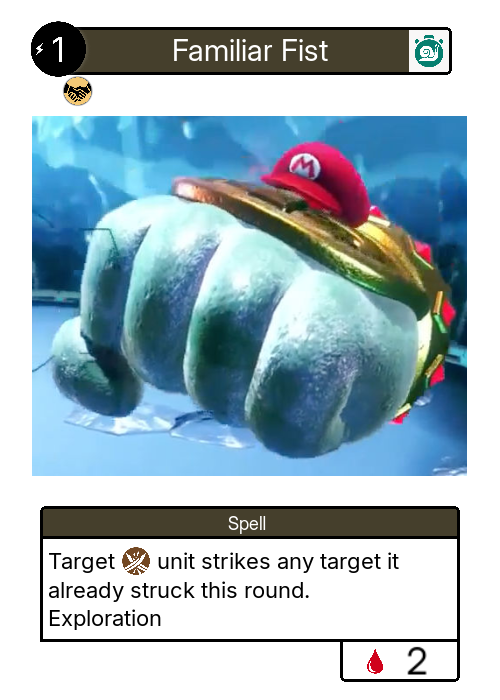 1
Familiar Fist
M
Spell
Target unit strikes any target it
already struck this round.
Exploration
2